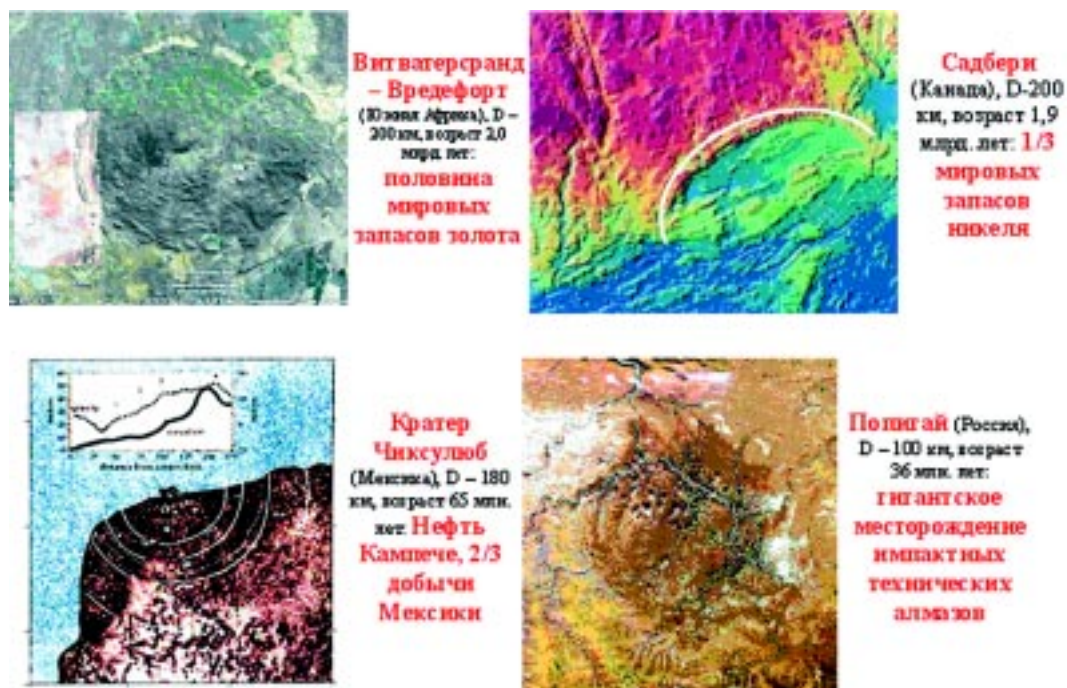 Витватерсранд
– Вредефорт
(Южная Африка), D –
300 км, возраст 2,0
млрд. лет:
половина
мировых
запасов золота
Садбери
(Канада), D-200
км, возраст 1,9
млрд. лет: 1/3
мировых
запасов
никеля
Кратер
Чиксулюб
(Мексика), D – 180
км, возраст 65 млн.
лет: Нефть
Кампече, 2/3
добычи
Мексики
Попигай (Россия),
D – 100 км, возраст
36 млн. лет:
гигантское
месторождение
импактных
технических
алмазов